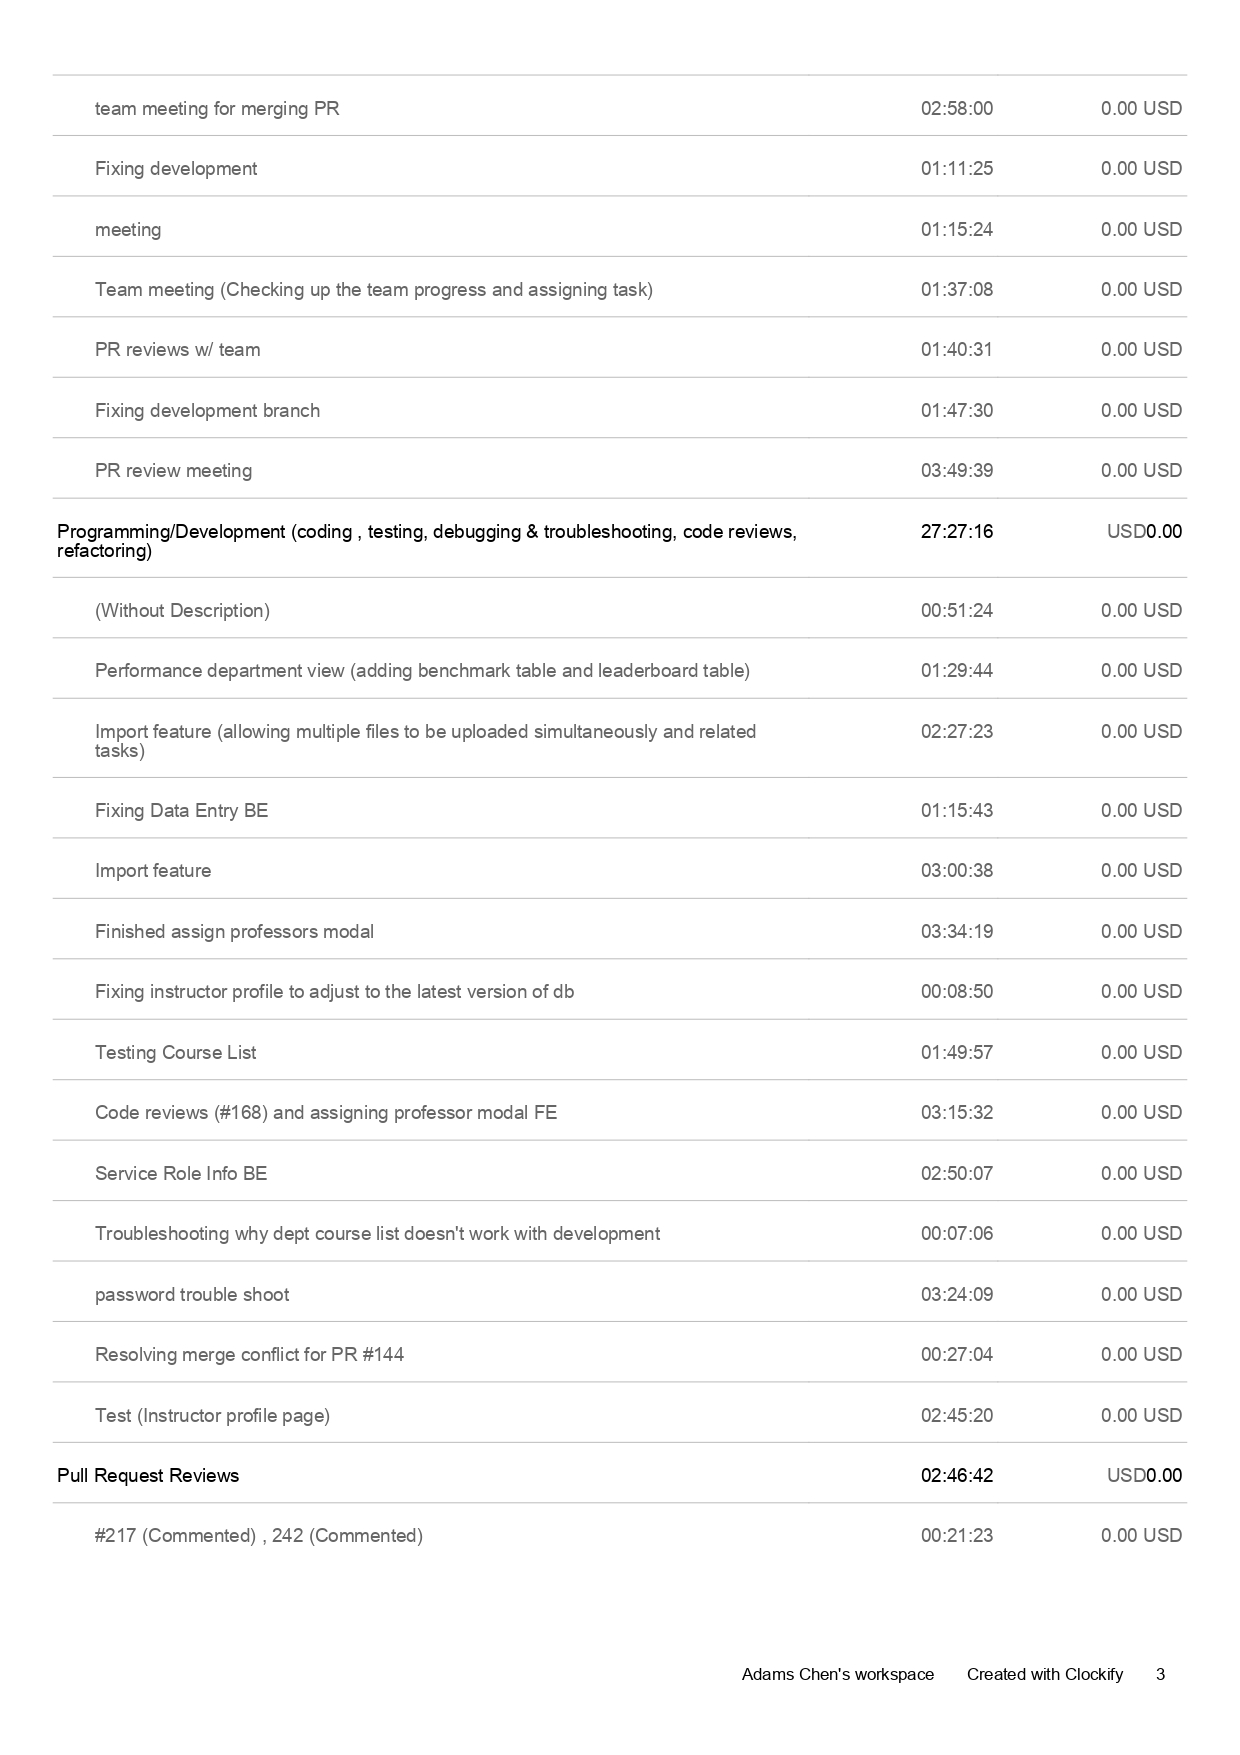 team meeting for merging PR 02:58:00 0.00 USD
Fixing development 01:11:25 0.00 USD
meeting 01:15:24 0.00 USD
Team meeting (Checking up the team progress and assigning task) 01:37:08 0.00 USD
PR reviews w/ team 01:40:31 0.00 USD
Fixing development branch 01:47:30 0.00 USD
PR review meeting 03:49:39 0.00 USD
Programming/Development (coding , testing, debugging & troubleshooting, code reviews, 27:27:16 USD0.00
refactoring)
(Without Description) 00:51:24 0.00 USD
Performance department view (adding benchmark table and leaderboard table) 01:29:44 0.00 USD
Import feature (allowing multiple files to be uploaded simultaneously and related 02:27:23 0.00 USD
tasks)
Fixing Data Entry BE 01:15:43 0.00 USD
Import feature 03:00:38 0.00 USD
Finished assign professors modal 03:34:19 0.00 USD
Fixing instructor profile to adjust to the latest version of db 00:08:50 0.00 USD
Testing Course List 01:49:57 0.00 USD
Code reviews (#168) and assigning professor modal FE 03:15:32 0.00 USD
Service Role Info BE 02:50:07 0.00 USD
Troubleshooting why dept course list doesn't work with development 00:07:06 0.00 USD
password trouble shoot 03:24:09 0.00 USD
Resolving merge conflict for PR #144 00:27:04 0.00 USD
Test (Instructor profile page) 02:45:20 0.00 USD
Pull Request Reviews 02:46:42 USD0.00
#217 (Commented) , 242 (Commented) 00:21:23 0.00 USD
Adams Chen's workspace Created with Clockify 3